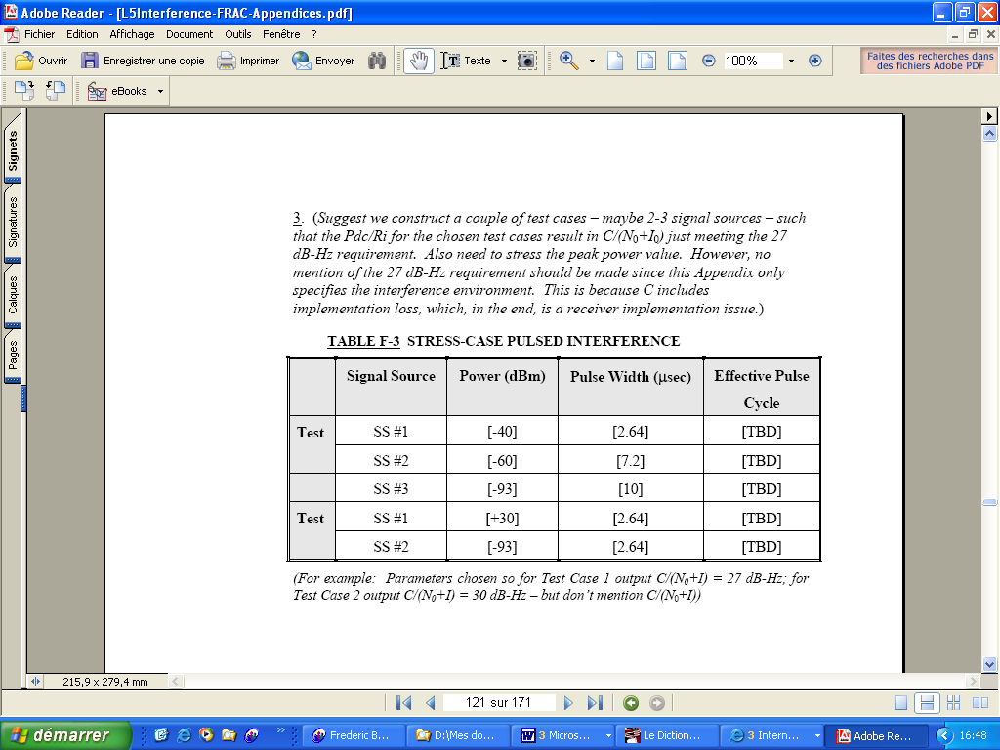 Adobe Reader - [L5Interference-FRAC-Appendices.pdf]
Fichier Edition Affichage Document Outils Fenêtre ?
Ouvrir Enregistrer une copie Imprimer Envoyer Texte 100%
Faites des recherches dans
des fichiers Adobe PDF
eBooks
Signets
Signatures
Calques
Pages
3. (Suggest we construct a couple of test cases – maybe 2-3 signal sources – such
that the Pdc/Ri for the chosen test cases result in C/(N0+I0) just meeting the 27
dB-Hz requirement. Also need to stress the peak power value. However, no
mention of the 27 dB-Hz requirement should be made since this Appendix only
specifies the interference environment. This is because C includes
implementation loss, which, in the end, is a receiver implementation issue.)
TABLE F-3 STRESS-CASE PULSED INTERFERENCE
Signal Source Power (dBm) Pulse Width (μsec) Effective Pulse
Cycle
Test SS #1 [-40] [2.64] [TBD]
SS #2 [-60] [7.2] [TBD]
SS #3 [-93] [10] [TBD]
Test SS #1 [+30] [2.64] [TBD]
SS #2 [-93] [2.64] [TBD]
(For example: Parameters chosen so for Test Case 1 output C/(N0+I) = 27 dB-Hz; for
Test Case 2 output C/(N0+I) = 30 dB-Hz – but don't mention C/(N0+I))
215,9 x 279,4 mm
121 sur 171
démarrer » Frederic B... D:\Mes do... 3 Micros... Le Diction... 3 Intern... Adobe Re... 16:48